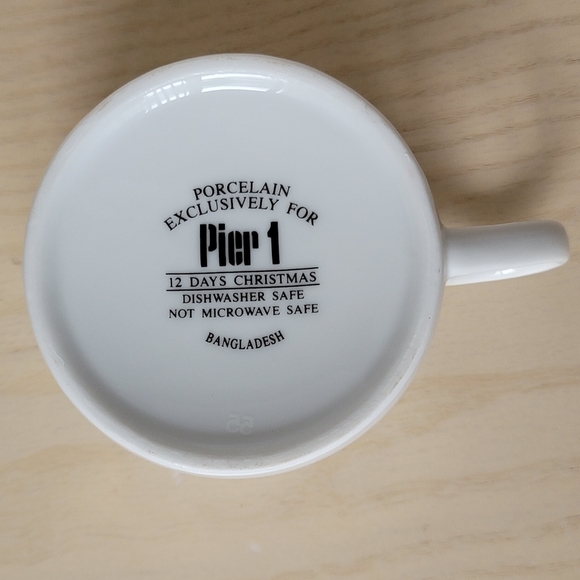 PORCELAIN
EXCLUSIVELY FOR
Pier 1
12 DAYS CHRISTMAS
DISHWASHER SAFE
NOT MICROWAVE SAFE
BANGLADESH